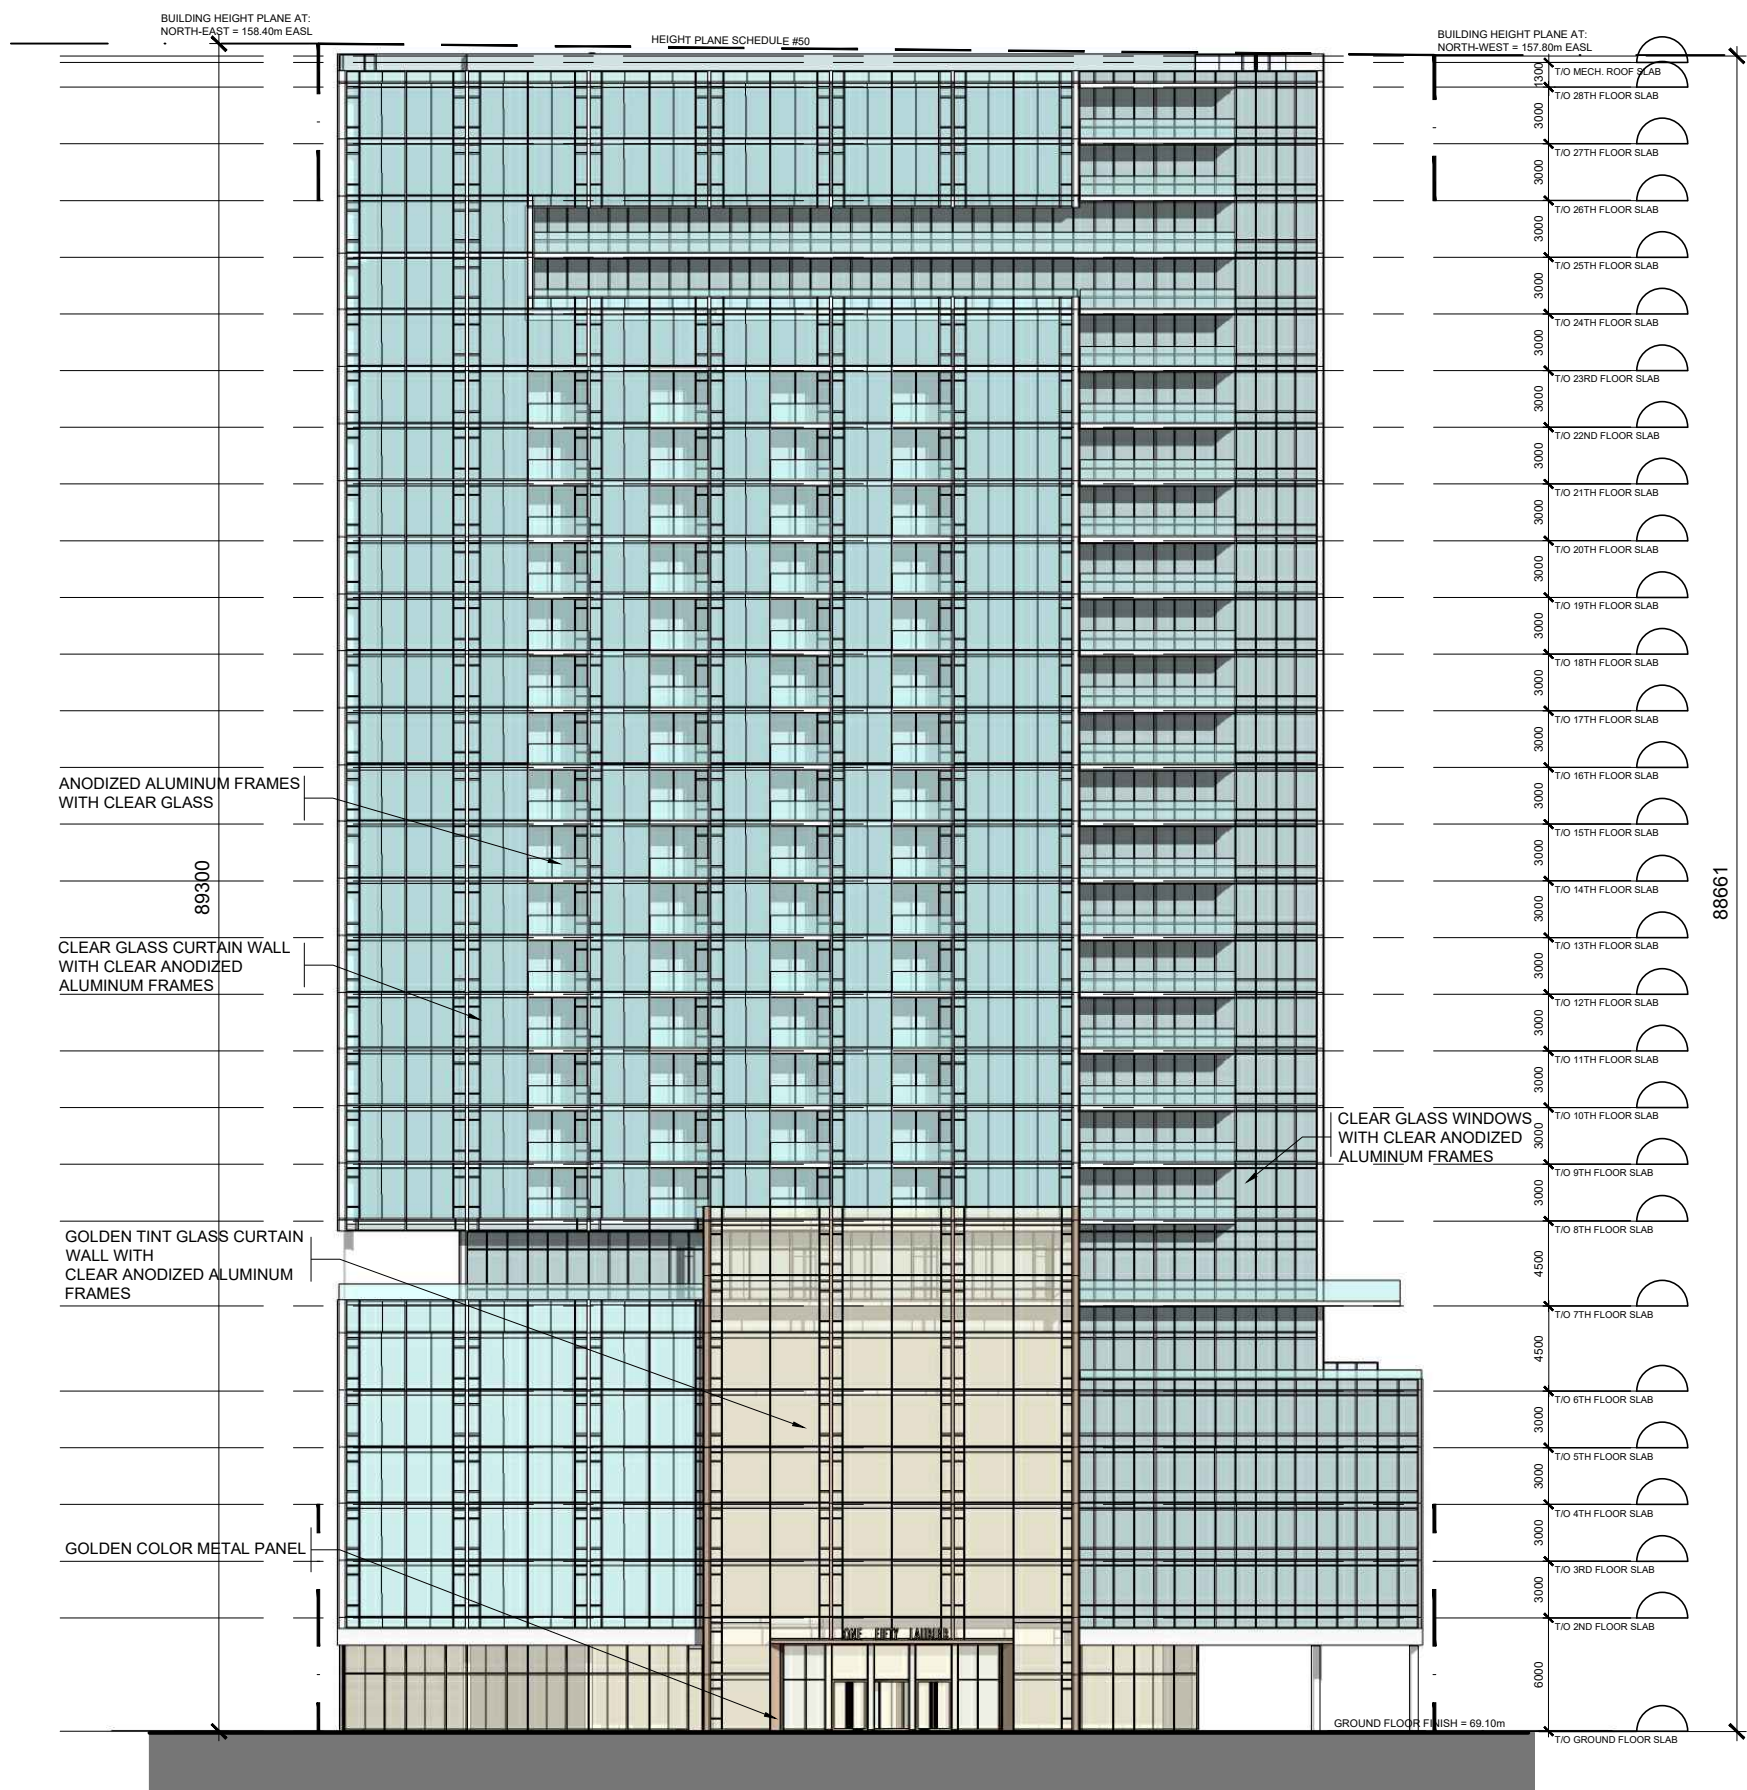 BUILDING HEIGHT PLANE AT:
NORTH-EAST = 158.40m EASL
HEIGHT PLANE SCHEDULE #50
BUILDING HEIGHT PLANE AT:
NORTH-WEST = 157.80m EASL
1300
T/O MECH. ROOF SLAB
T/O 28TH FLOOR SLAB
3000
T/O 27TH FLOOR SLAB
3000
T/O 26TH FLOOR SLAB
3000
T/O 25TH FLOOR SLAB
3000
T/O 24TH FLOOR SLAB
3000
T/O 23RD FLOOR SLAB
3000
T/O 22ND FLOOR SLAB
3000
T/O 21TH FLOOR SLAB
3000
T/O 20TH FLOOR SLAB
3000
T/O 19TH FLOOR SLAB
3000
T/O 18TH FLOOR SLAB
3000
T/O 17TH FLOOR SLAB
3000
T/O 16TH FLOOR SLAB
3000
T/O 15TH FLOOR SLAB
3000
T/O 14TH FLOOR SLAB
3000
T/O 13TH FLOOR SLAB
3000
T/O 12TH FLOOR SLAB
3000
T/O 11TH FLOOR SLAB
3000
T/O 10TH FLOOR SLAB
3000
T/O 9TH FLOOR SLAB
3000
T/O 8TH FLOOR SLAB
4500
T/O 7TH FLOOR SLAB
4500
T/O 6TH FLOOR SLAB
3000
T/O 5TH FLOOR SLAB
3000
T/O 4TH FLOOR SLAB
3000
T/O 3RD FLOOR SLAB
3000
T/O 2ND FLOOR SLAB
6000
T/O GROUND FLOOR SLAB
88661
89300
ANODIZED ALUMINUM FRAMES
WITH CLEAR GLASS
CLEAR GLASS CURTAIN WALL
WITH CLEAR ANODIZED
ALUMINUM FRAMES
CLEAR GLASS WINDOWS
WITH CLEAR ANODIZED
ALUMINUM FRAMES
GOLDEN TINT GLASS CURTAIN
WALL WITH
CLEAR ANODIZED ALUMINUM
FRAMES
GOLDEN COLOR METAL PANEL
ONE FIFTY LAURIER
GROUND FLOOR FINISH = 69.10m